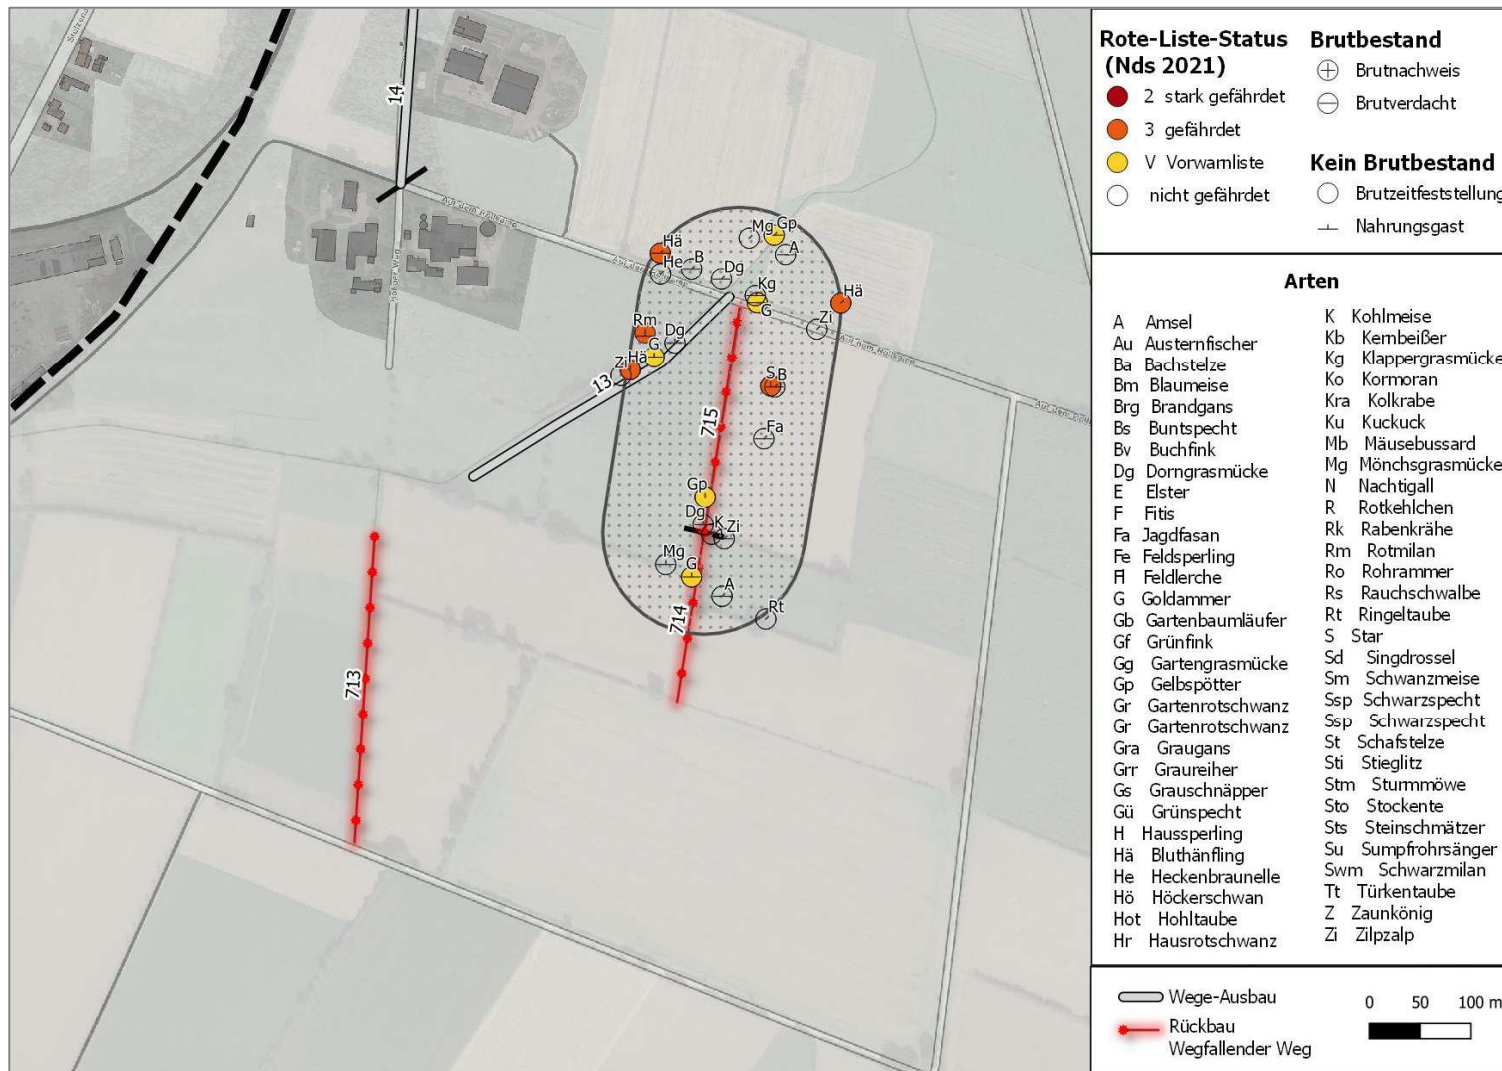 Rote-Liste-Status
(Nds 2021)
2 stark gefährdet
3 gefährdet
V Vorwarnliste
nicht gefährdet
Brutbestand
Brutnachweis
Brutverdacht
Kein Brutbestand
Brutzeitfeststellung
Nahrungsgast
Arten
A Amsel
Au Austernfischer
Ba Bachstelze
Bm Blaumeise
Brg Brandgans
Bs Buntspecht
Bv Buchfink
Dg Dorngrasmücke
E Elster
F Fitis
Fa Jagdfasan
Fe Feldsperling
Fl Feldlerche
G Goldammer
Gb Gartenbaumläufer
Gf Grünfink
Gg Gartengrasmücke
Gp Gelbspötter
Gr Gartenrotschwanz
Gr Gartenrotschwanz
Gra Graugans
Grr Graureiher
Gs Grauschnäpper
Gü Grünspecht
H Haussperling
Hä Bluthänfling
He Heckenbraunelle
Hö Höckerschwan
Hot Hohltaube
Hr Hausrotschwanz
K Kohlmeise
Kb Kernbeißer
Kg Klappergrasmücke
Ko Kormoran
Kra Kolkrabe
Ku Kuckuck
Mb Mäusebussard
Mg Mönchsgrasmücke
N Nachtigall
R Rotkehlchen
Rk Rabenkrähe
Rm Rotmilan
Ro Rohrammer
Rs Rauchschwalbe
Rt Ringeltaube
S Star
Sd Singdrossel
Sm Schwanzmeise
Ssp Schwarzspecht
Ssp Schwarzspecht
St Schafstelze
Sti Stieglitz
Stm Sturmmöwe
Sto Stockente
Sts Steinschmätzer
Su Sumpfrohrsänger
Swm Schwarzmilan
Tt Türkentaube
Z Zaunkönig
Zi Zilpzalp
Wege-Ausbau
Rückbau
Wegfallender Weg
0 50 100 m
14
Mg
Gp
A
Hä
He
B
Dg
Kg
G
Hä
Zi
Rm
Dg
G
Hä
Zi
13
S
B
715
Fa
Gp
Dg
K
Zi
Mg
G
A
Rt
714
713